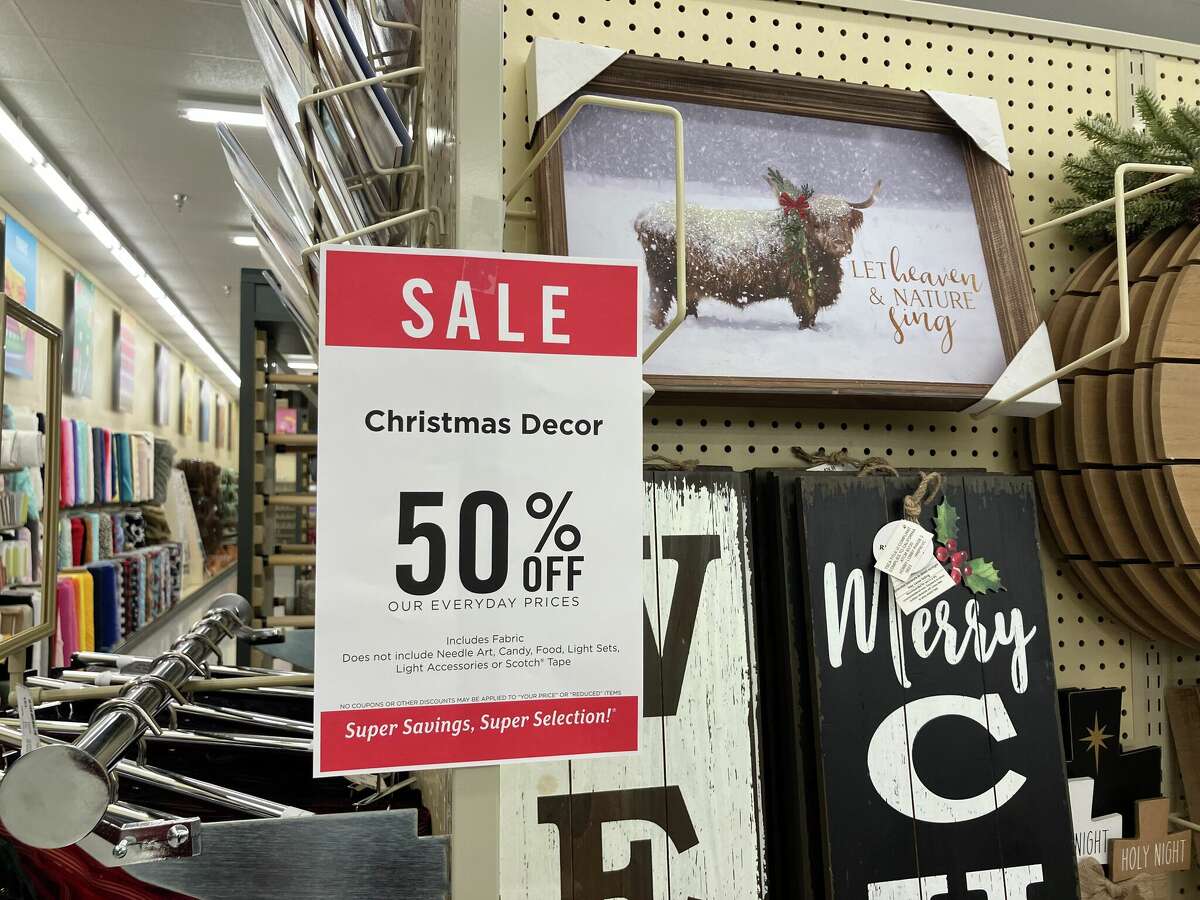 SALE
Christmas Decor
50%
OFF
OUR EVERYDAY PRICES
Includes Fabric
Does not include Needle Art, Candy, Food, Light Sets,
Light Accessories or Scotch® Tape
NO COUPONS OR OTHER DISCOUNTS MAY BE APPLIED TO "YOUR PRICE" OR "REDUCED" ITEMS
Super Savings, Super Selection!®
LET heaven
& NATURE
sing
W
E
Merry
C
H
NIGHT
HOLY NIGHT